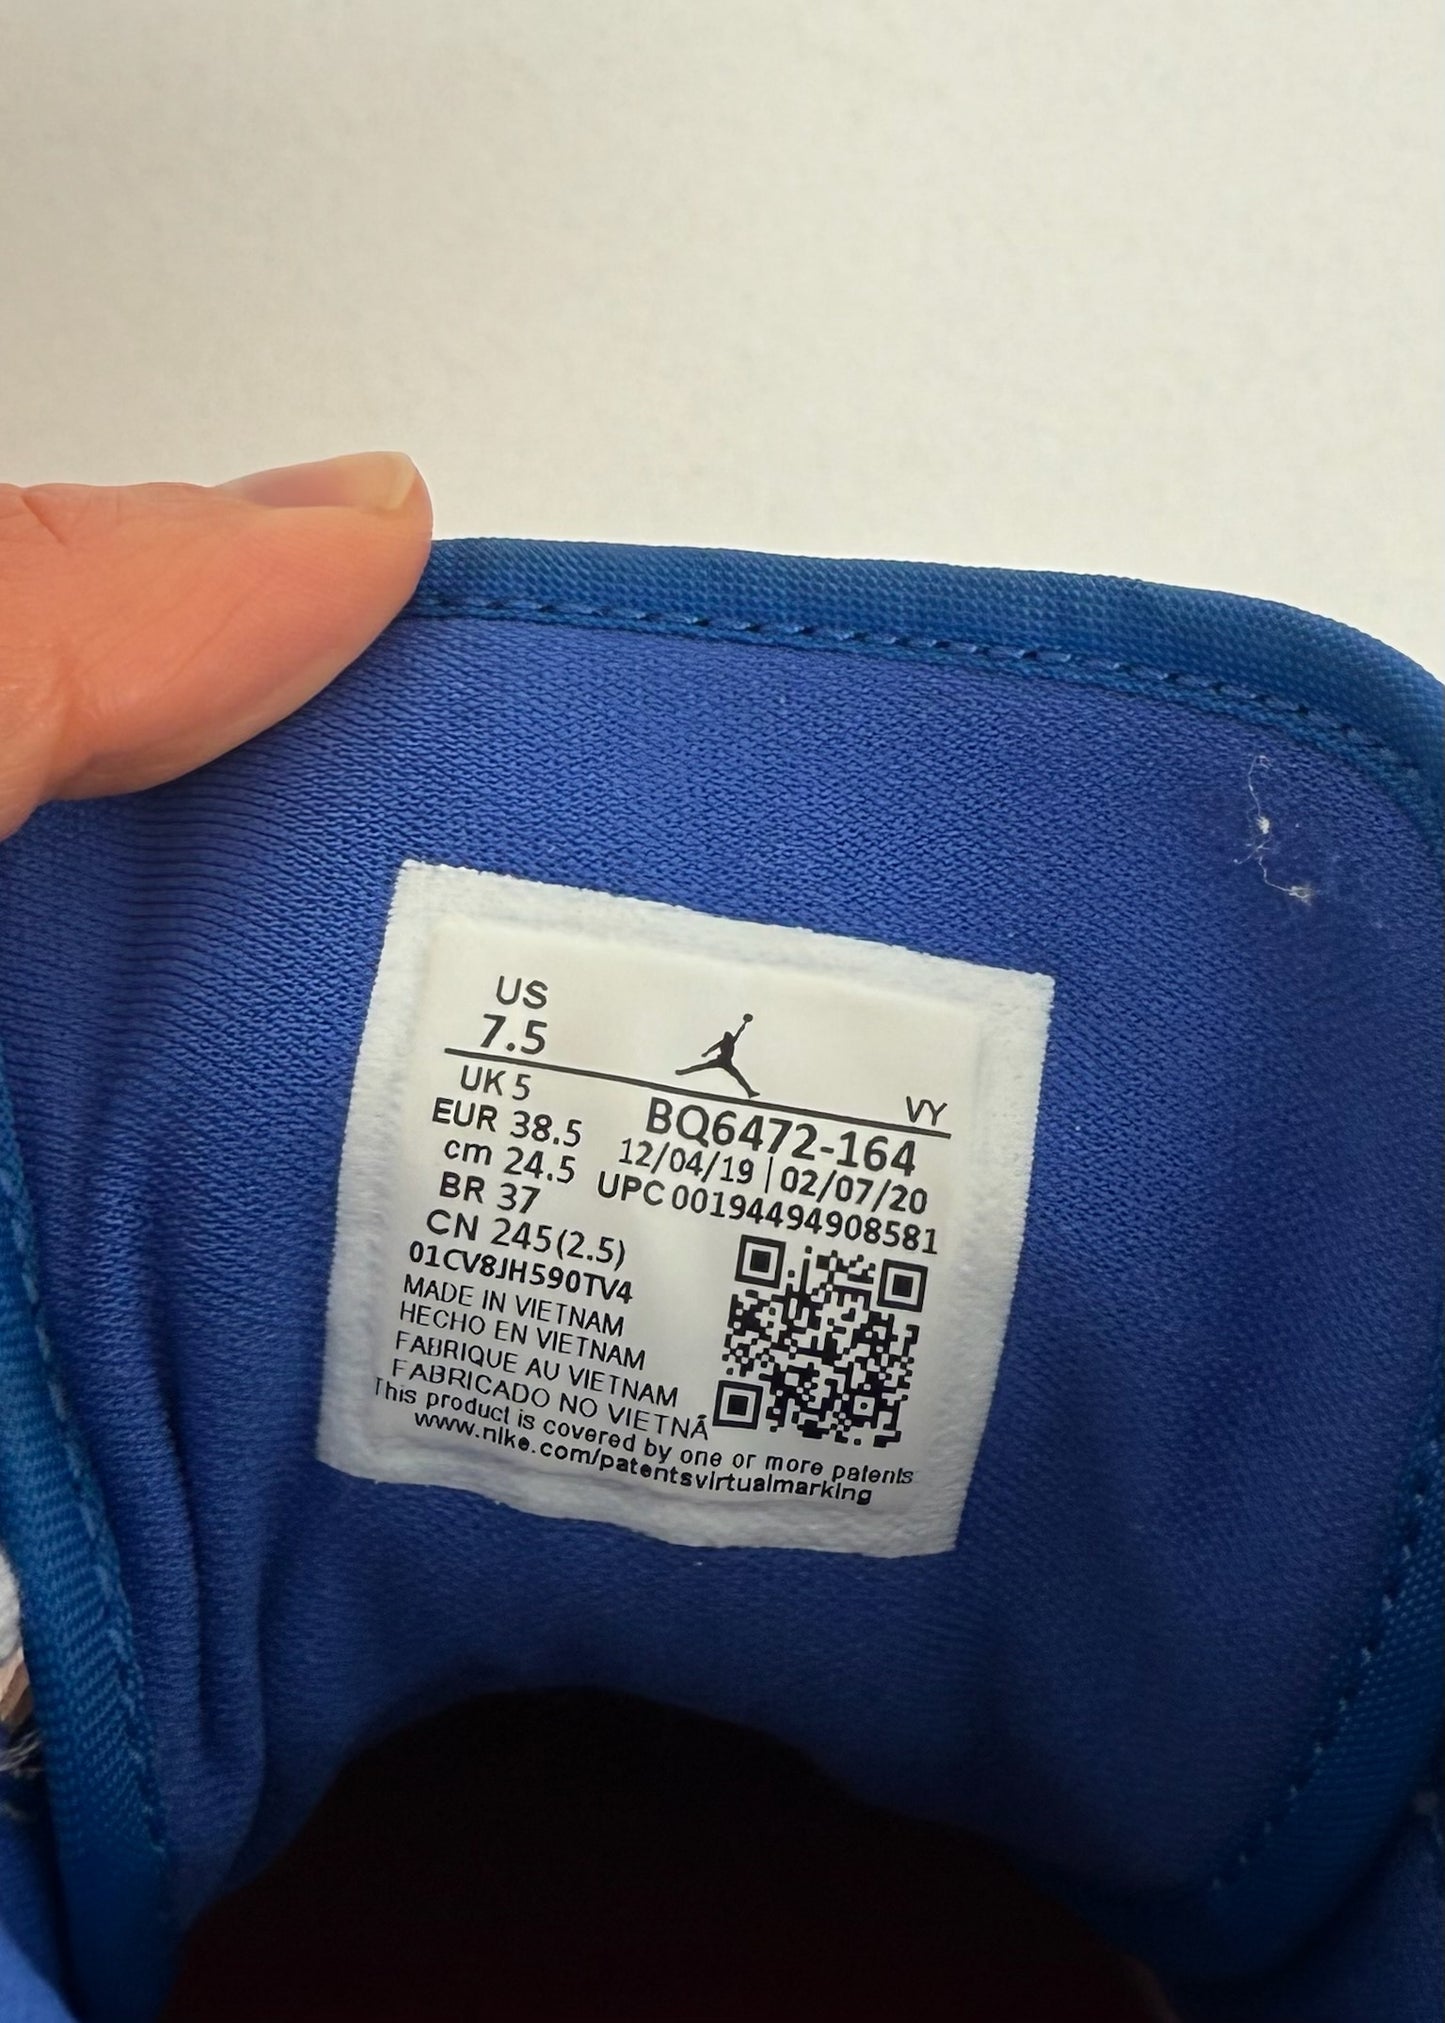 US
7.5
UK 5
EUR 38.5
cm 24.5
BR 37
CN 245(2.5)
01CV8JH590TV4
VY
BQ6472-164
12/04/19 | 02/07/20
UPC 00194494908581
MADE IN VIETNAM
HECHO EN VIETNAM
FABRIQUE AU VIETNAM
FABRICADO NO VIETNÃ
This product is covered by one or more patents
www.nike.com/patentsvirtualmarking